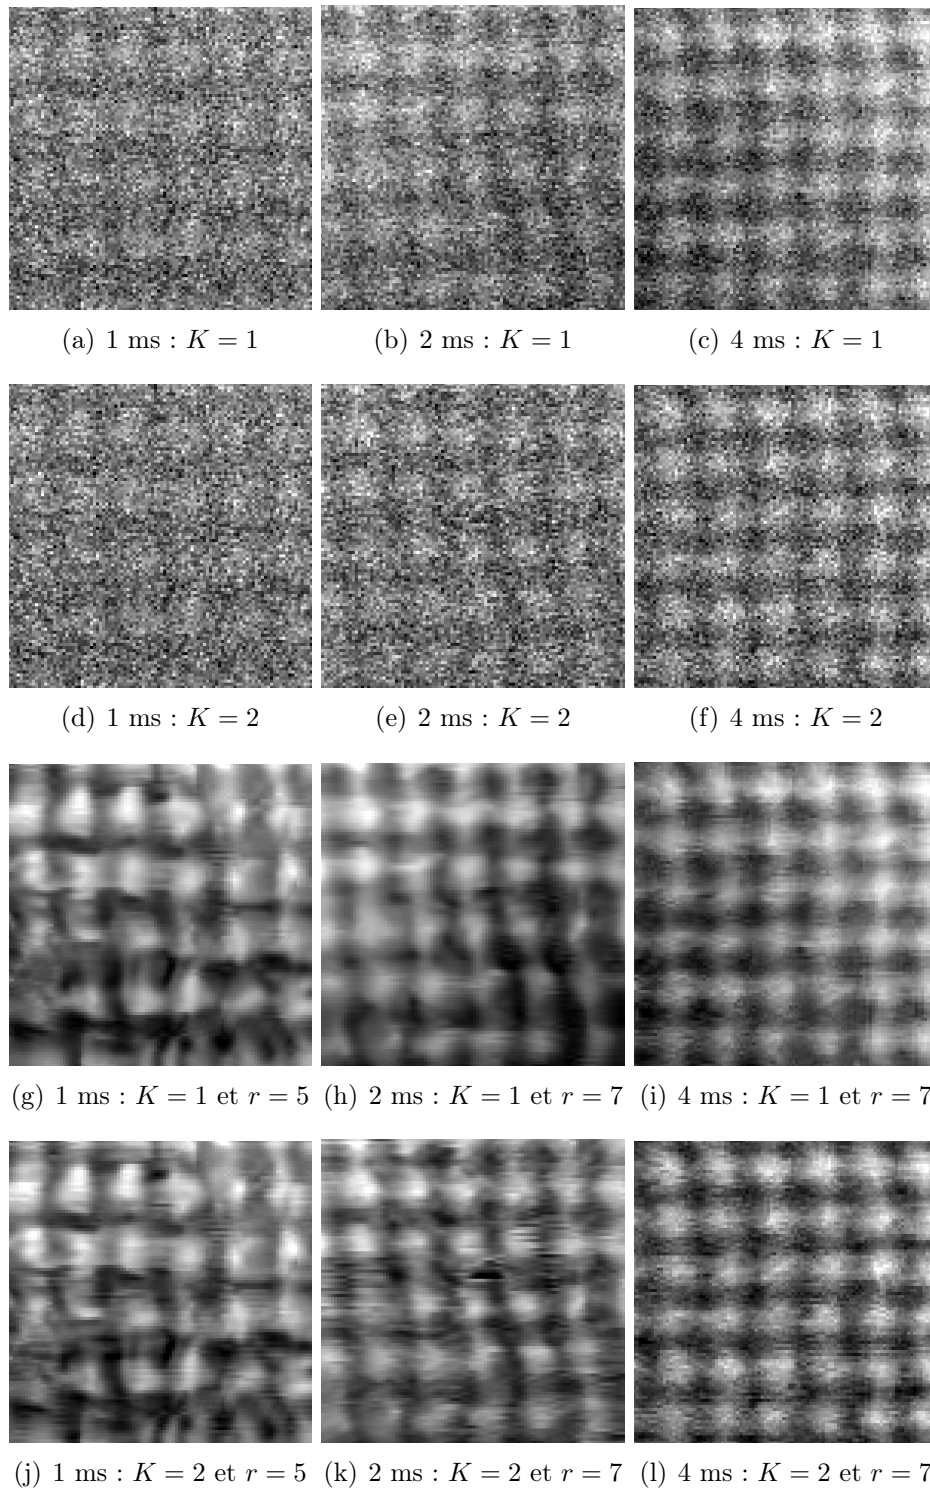 (a) 1 ms : K = 1
(b) 2 ms : K = 1
(c) 4 ms : K = 1
(d) 1 ms : K = 2
(e) 2 ms : K = 2
(f) 4 ms : K = 2
(g) 1 ms : K = 1 et r = 5
(h) 2 ms : K = 1 et r = 7
(i) 4 ms : K = 1 et r = 7
(j) 1 ms : K = 2 et r = 5
(k) 2 ms : K = 2 et r = 7
(l) 4 ms : K = 2 et r = 7